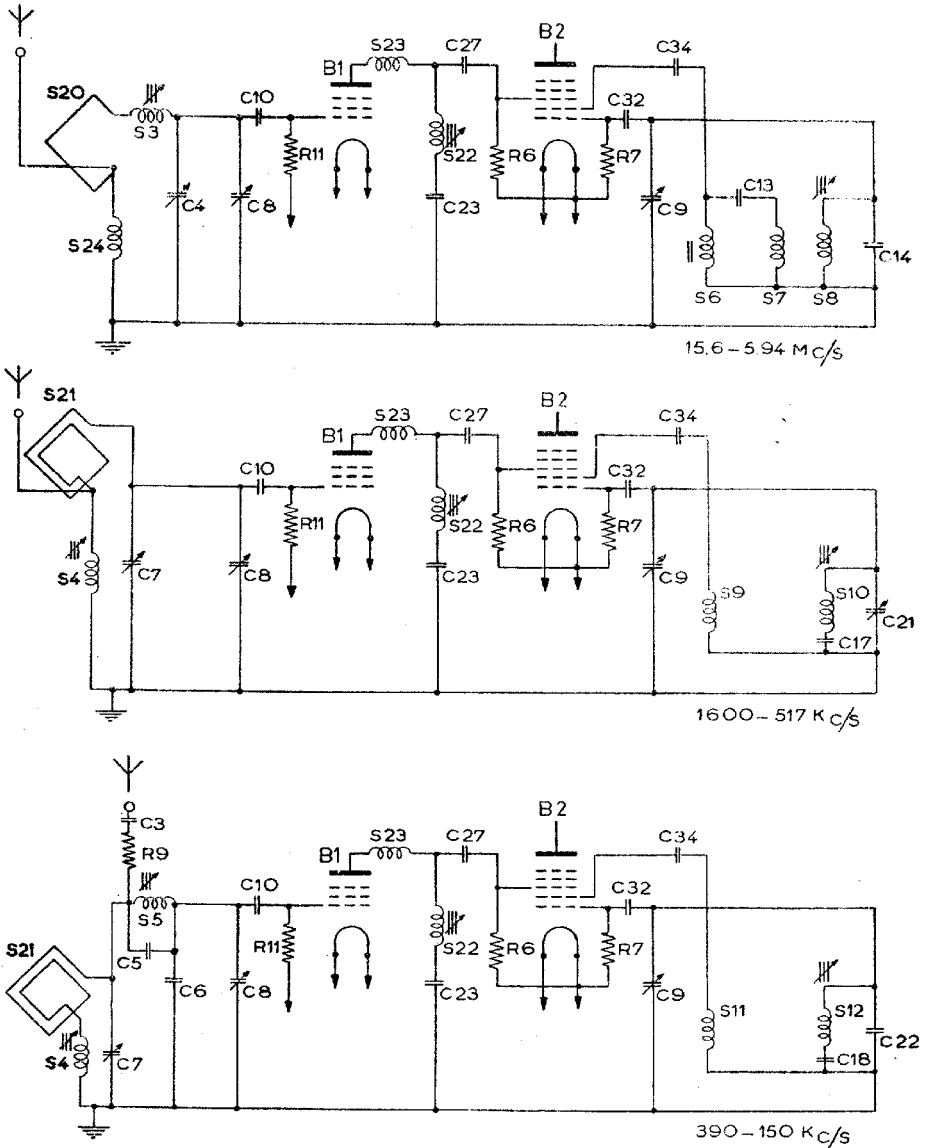 S20
S3
C4
S24
C10
C8
R11
B1
S23
C27
S22
C23
B2
R6
R7
C32
C34
C9
C13
S6
S7
S8
C14
15.6-5.94 MC/S
S21
S4
C7
C10
C8
R11
B1
S23
C27
S22
C23
B2
R6
R7
C32
C34
C9
S9
S10
C17
C21
1600-517 KC/S
C3
R9
S5
C5
C6
S21
S4
C7
C10
C8
R11
B1
S23
C27
S22
C23
B2
R6
R7
C32
C34
C9
S11
S12
C18
C22
390-150 KC/S